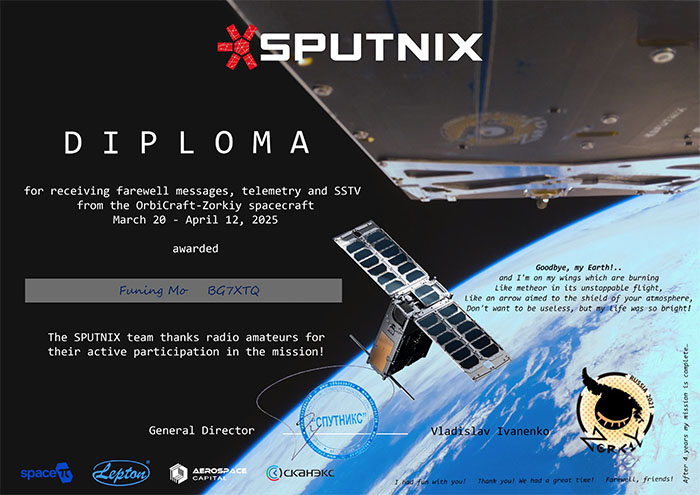 SPUTNIX
DIPLOMA
for receiving farewell messages, telemetry and SSTV
from the OrbiCraft-Zorkiy spacecraft
March 20 - April 12, 2025
awarded
Funing Mo BG7XTQ
The SPUTNIX team thanks radio amateurs for
their active participation in the mission!
Goodbye, my Earth!..
and I'm on my wings which are burning
Like metheor in its unstoppable flight,
Like an arrow aimed to the shield of your atmosphere,
Don't want to be useless, but my life was so bright!
General Director
"СПУТНИКС"
Vladislav Ivanenko
RUSSIA 2021
After 4 years my mission is complete…
space π
Lepton
AEROSPACE
CAPITAL
СКАНЭКС
I had fun with you! Thank you! We had a great time! Farewell, friends!